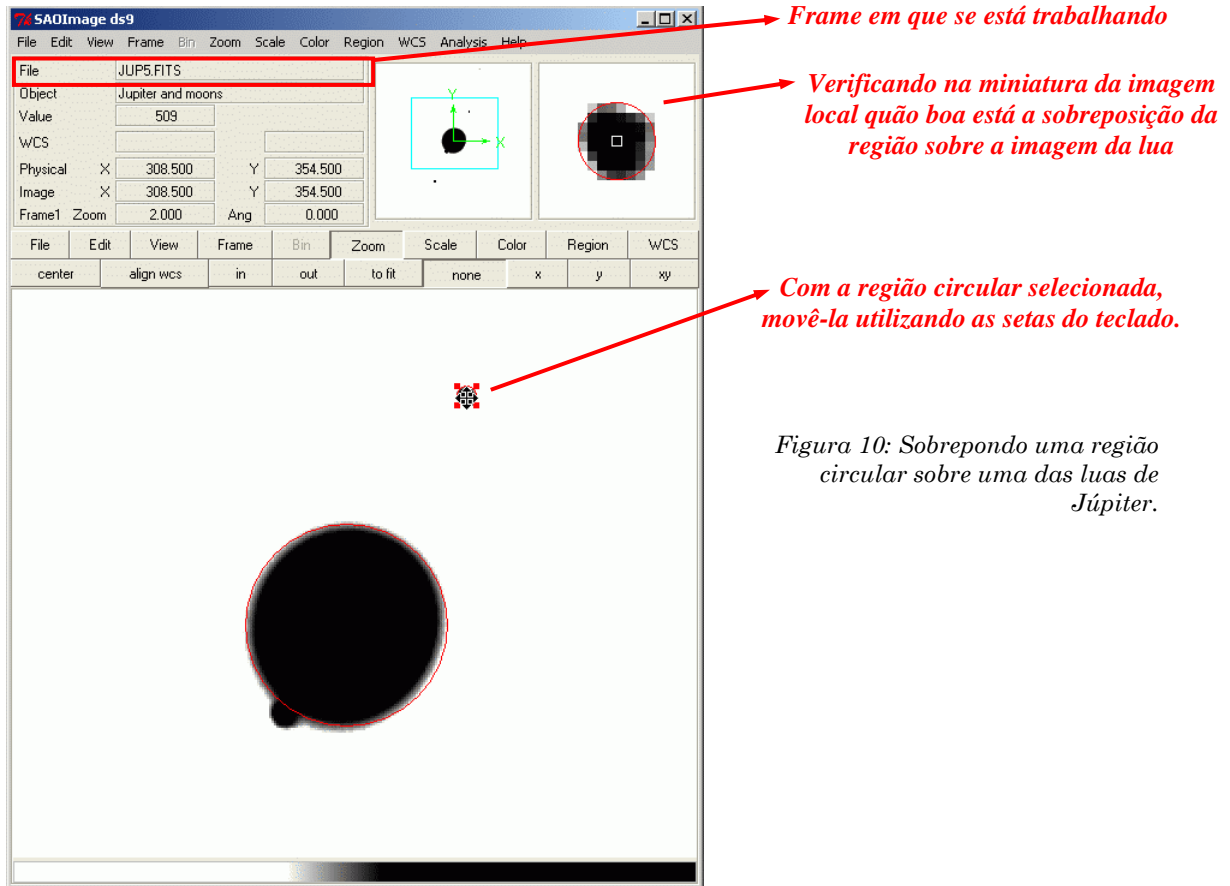 SAOImage ds9
File Edit View Frame Bin Zoom Scale Color Region WCS Analysis Help
File JUP5.FITS
Object Jupiter and moons
Value 509
WCS
Physical X 308.500 Y 354.500
Image X 308.500 Y 354.500
Frame1 Zoom 2.000 Ang 0.000
Y
X
File Edit View Frame Bin Zoom Scale Color Region WCS
center align wcs in out to fit none x y xy
Frame em que se está trabalhando
Verificando na miniatura da imagem
local quão boa está a sobreposição da
região sobre a imagem da lua
Com a região circular selecionada,
movê-la utilizando as setas do teclado.
Figura 10: Sobrepondo uma região
circular sobre uma das luas de
Júpiter.